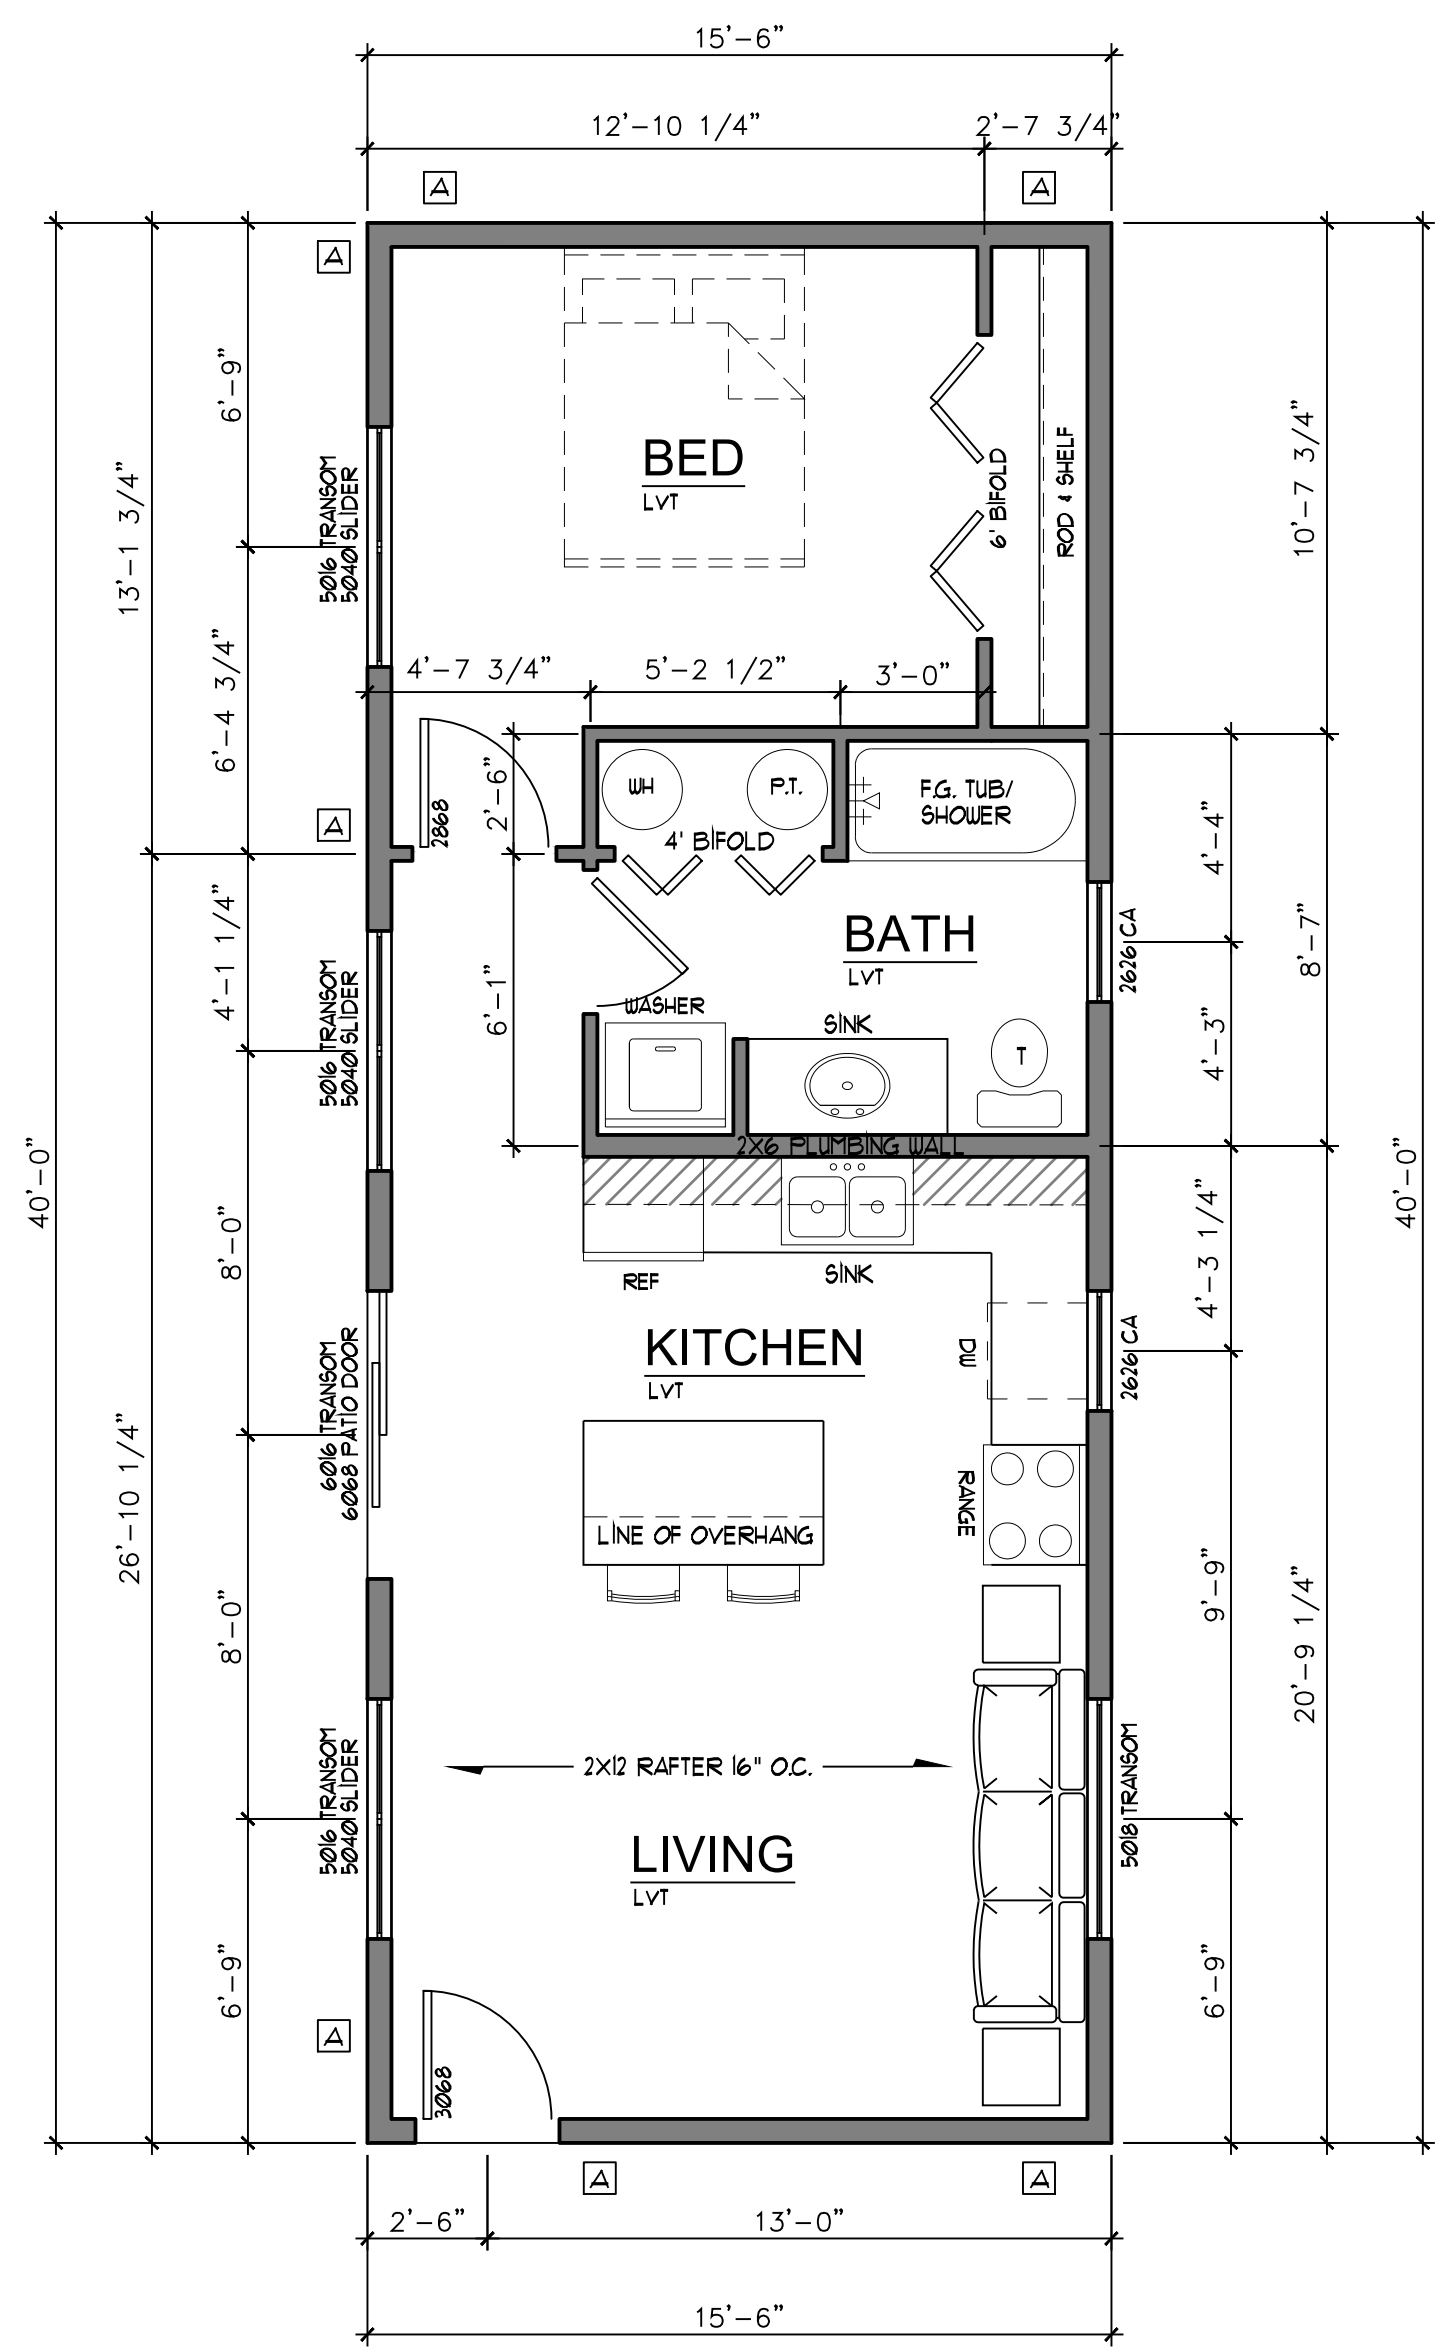 15'-6"
12'-10 1/4"
2'-7 3/4"
A
A
A
6'-9"
13'-1 3/4"
10'-7 3/4"
BED
LVT
5016 TRANSOM
5040 SLIDER
6' BIFOLD
ROD & SHELF
6'-4 3/4"
4'-7 3/4"
5'-2 1/2"
3'-0"
2'-6"
WH
P.T.
F.G. TUB/
SHOWER
A
2868
4' BIFOLD
4'-4"
4'-1 1/4"
BATH
LVT
2626 CA
8'-7"
5016 TRANSOM
5040 SLIDER
6'-1"
WASHER
SINK
T
4'-3"
40'-0"
2X6 PLUMBING WALL
40'-0"
8'-0"
4'-3 1/4"
REF
SINK
KITCHEN
LVT
DW
2626 CA
6016 TRANSOM
6068 PATIO DOOR
26'-10 1/4"
RANGE
LINE OF OVERHANG
8'-0"
9'-9"
20'-9 1/4"
2X12 RAFTER 16" O.C.
5016 TRANSOM
5040 SLIDER
5018 TRANSOM
LIVING
LVT
6'-9"
6'-9"
A
3068
A
A
2'-6"
13'-0"
15'-6"